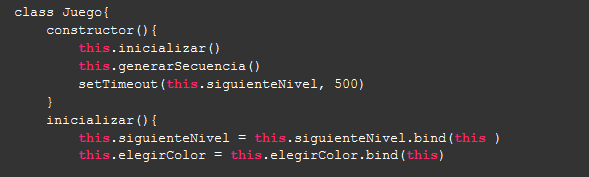 class Juego{
    constructor(){
        this.inicializar()
        this.generarSecuencia()
        setTimeout(this.siguienteNivel, 500)
    }
    inicializar(){
        this.siguienteNivel = this.siguienteNivel.bind(this )
        this.elegirColor = this.elegirColor.bind(this)